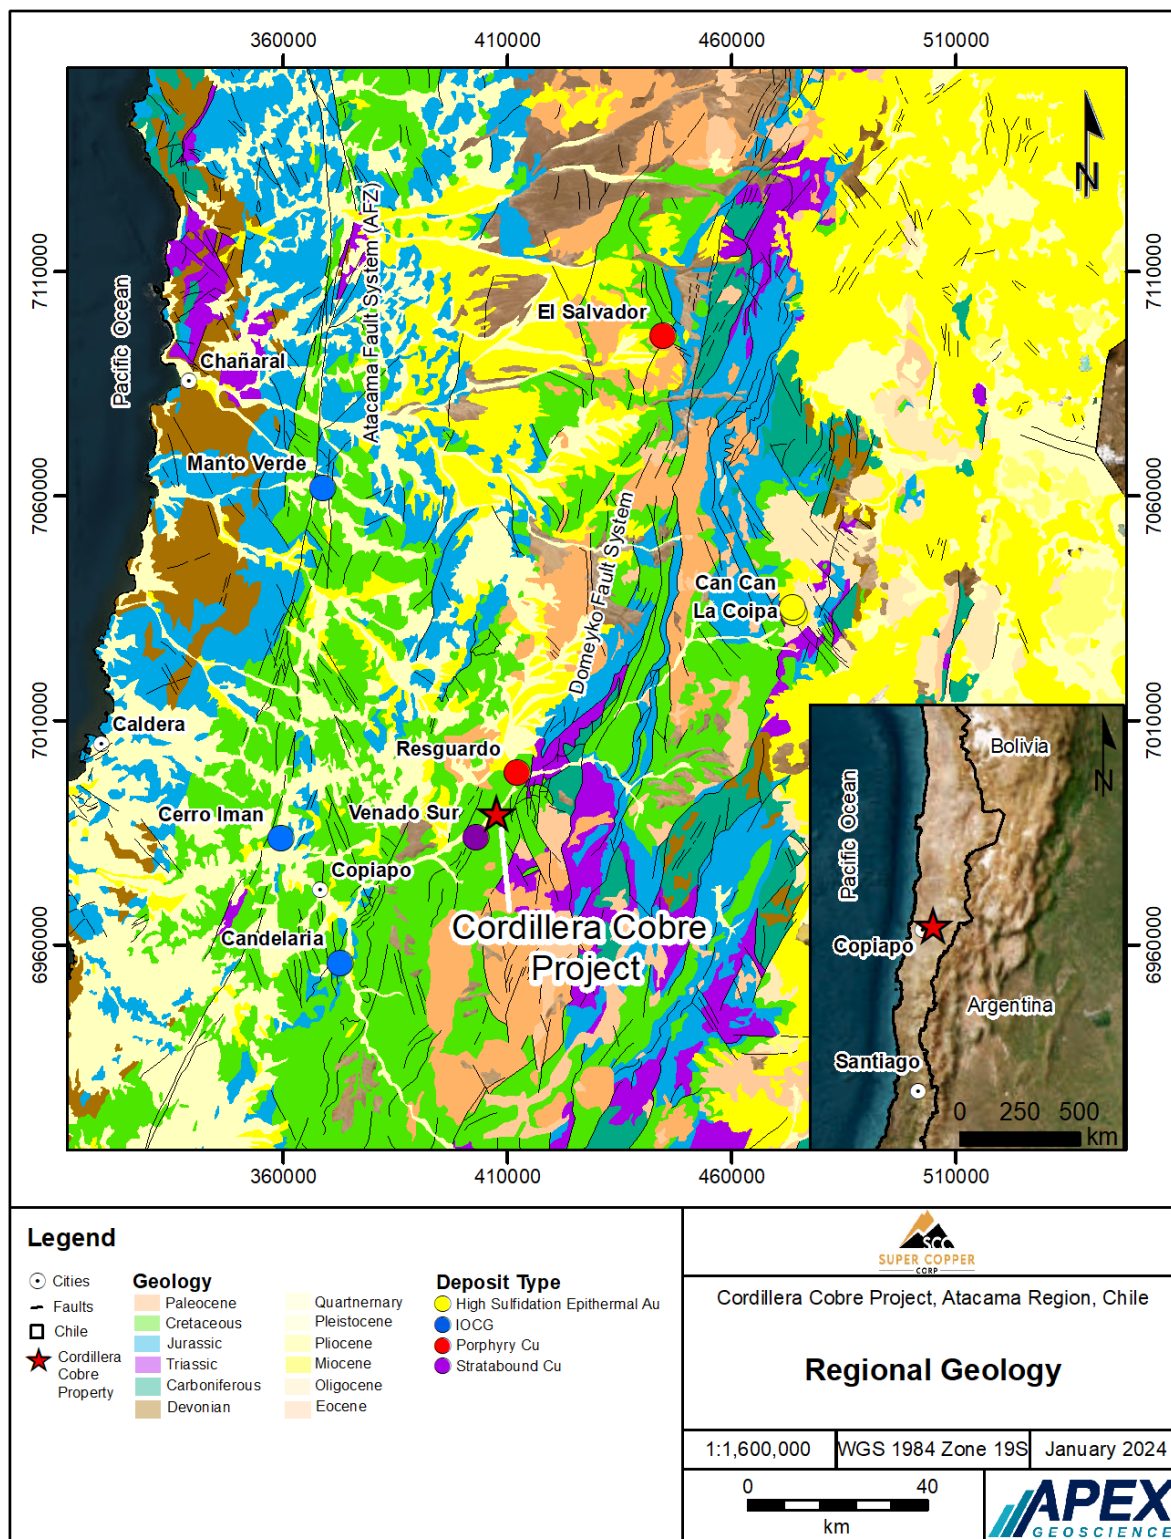 360000
410000
460000
510000
7110000
7110000
7060000
7060000
7010000
7010000
6960000
6960000
N
Pacific Ocean
Atacama Fault System (AFZ)
El Salvador
Chañaral
Manto Verde
Domeyko Fault System
Can Can
La Coipa
Caldera
Resguardo
Cerro Iman
Venado Sur
Copiapo
Candelaria
Cordillera Cobre
Project
Bolivia
N
Pacific Ocean
Copiapo
Argentina
Santiago
0 250 500
km
360000
410000
460000
510000
Legend
Cities
Faults
Chile
Cordillera
Cobre
Property
Geology
Paleocene
Cretaceous
Jurassic
Triassic
Carboniferous
Devonian
Quartnernary
Pleistocene
Pliocene
Miocene
Oligocene
Eocene
Deposit Type
High Sulfidation Epithermal Au
IOCG
Porphyry Cu
Stratabound Cu
SCC
SUPER COPPER
CORP
Cordillera Cobre Project, Atacama Region, Chile
Regional Geology
1:1,600,000
WGS 1984 Zone 19S
January 2024
0 40
km
APEX
GEOSCIENCE